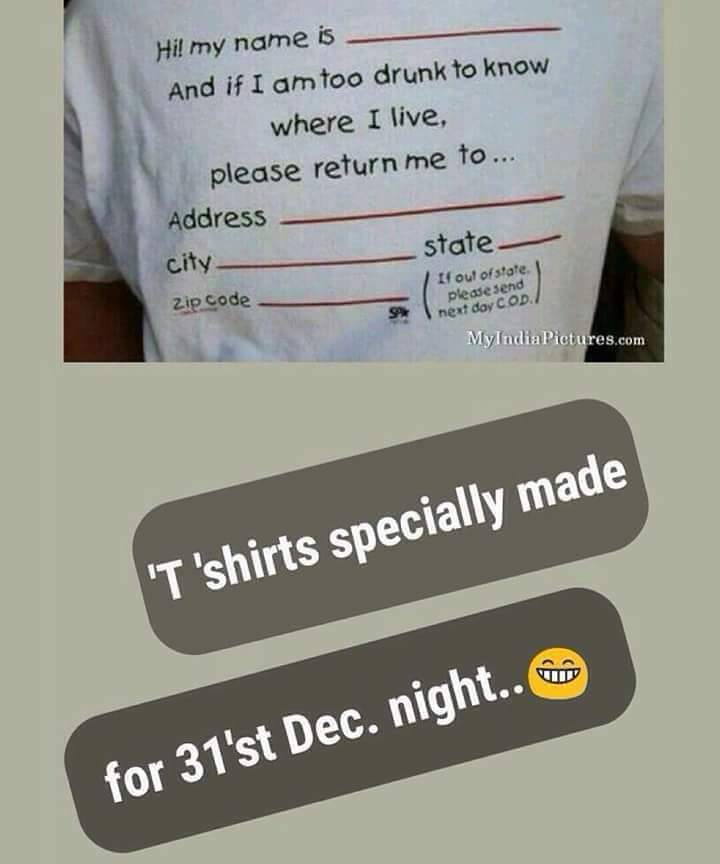 Hi! my name is
And if I am too drunk to know
where I live,
please return me to...
Address
city
state
Zip Code
(If out of state.
please send
next day C.O.D.)
MyIndiaPictures.com
'T 'shirts specially made
for 31'st Dec. night..😁